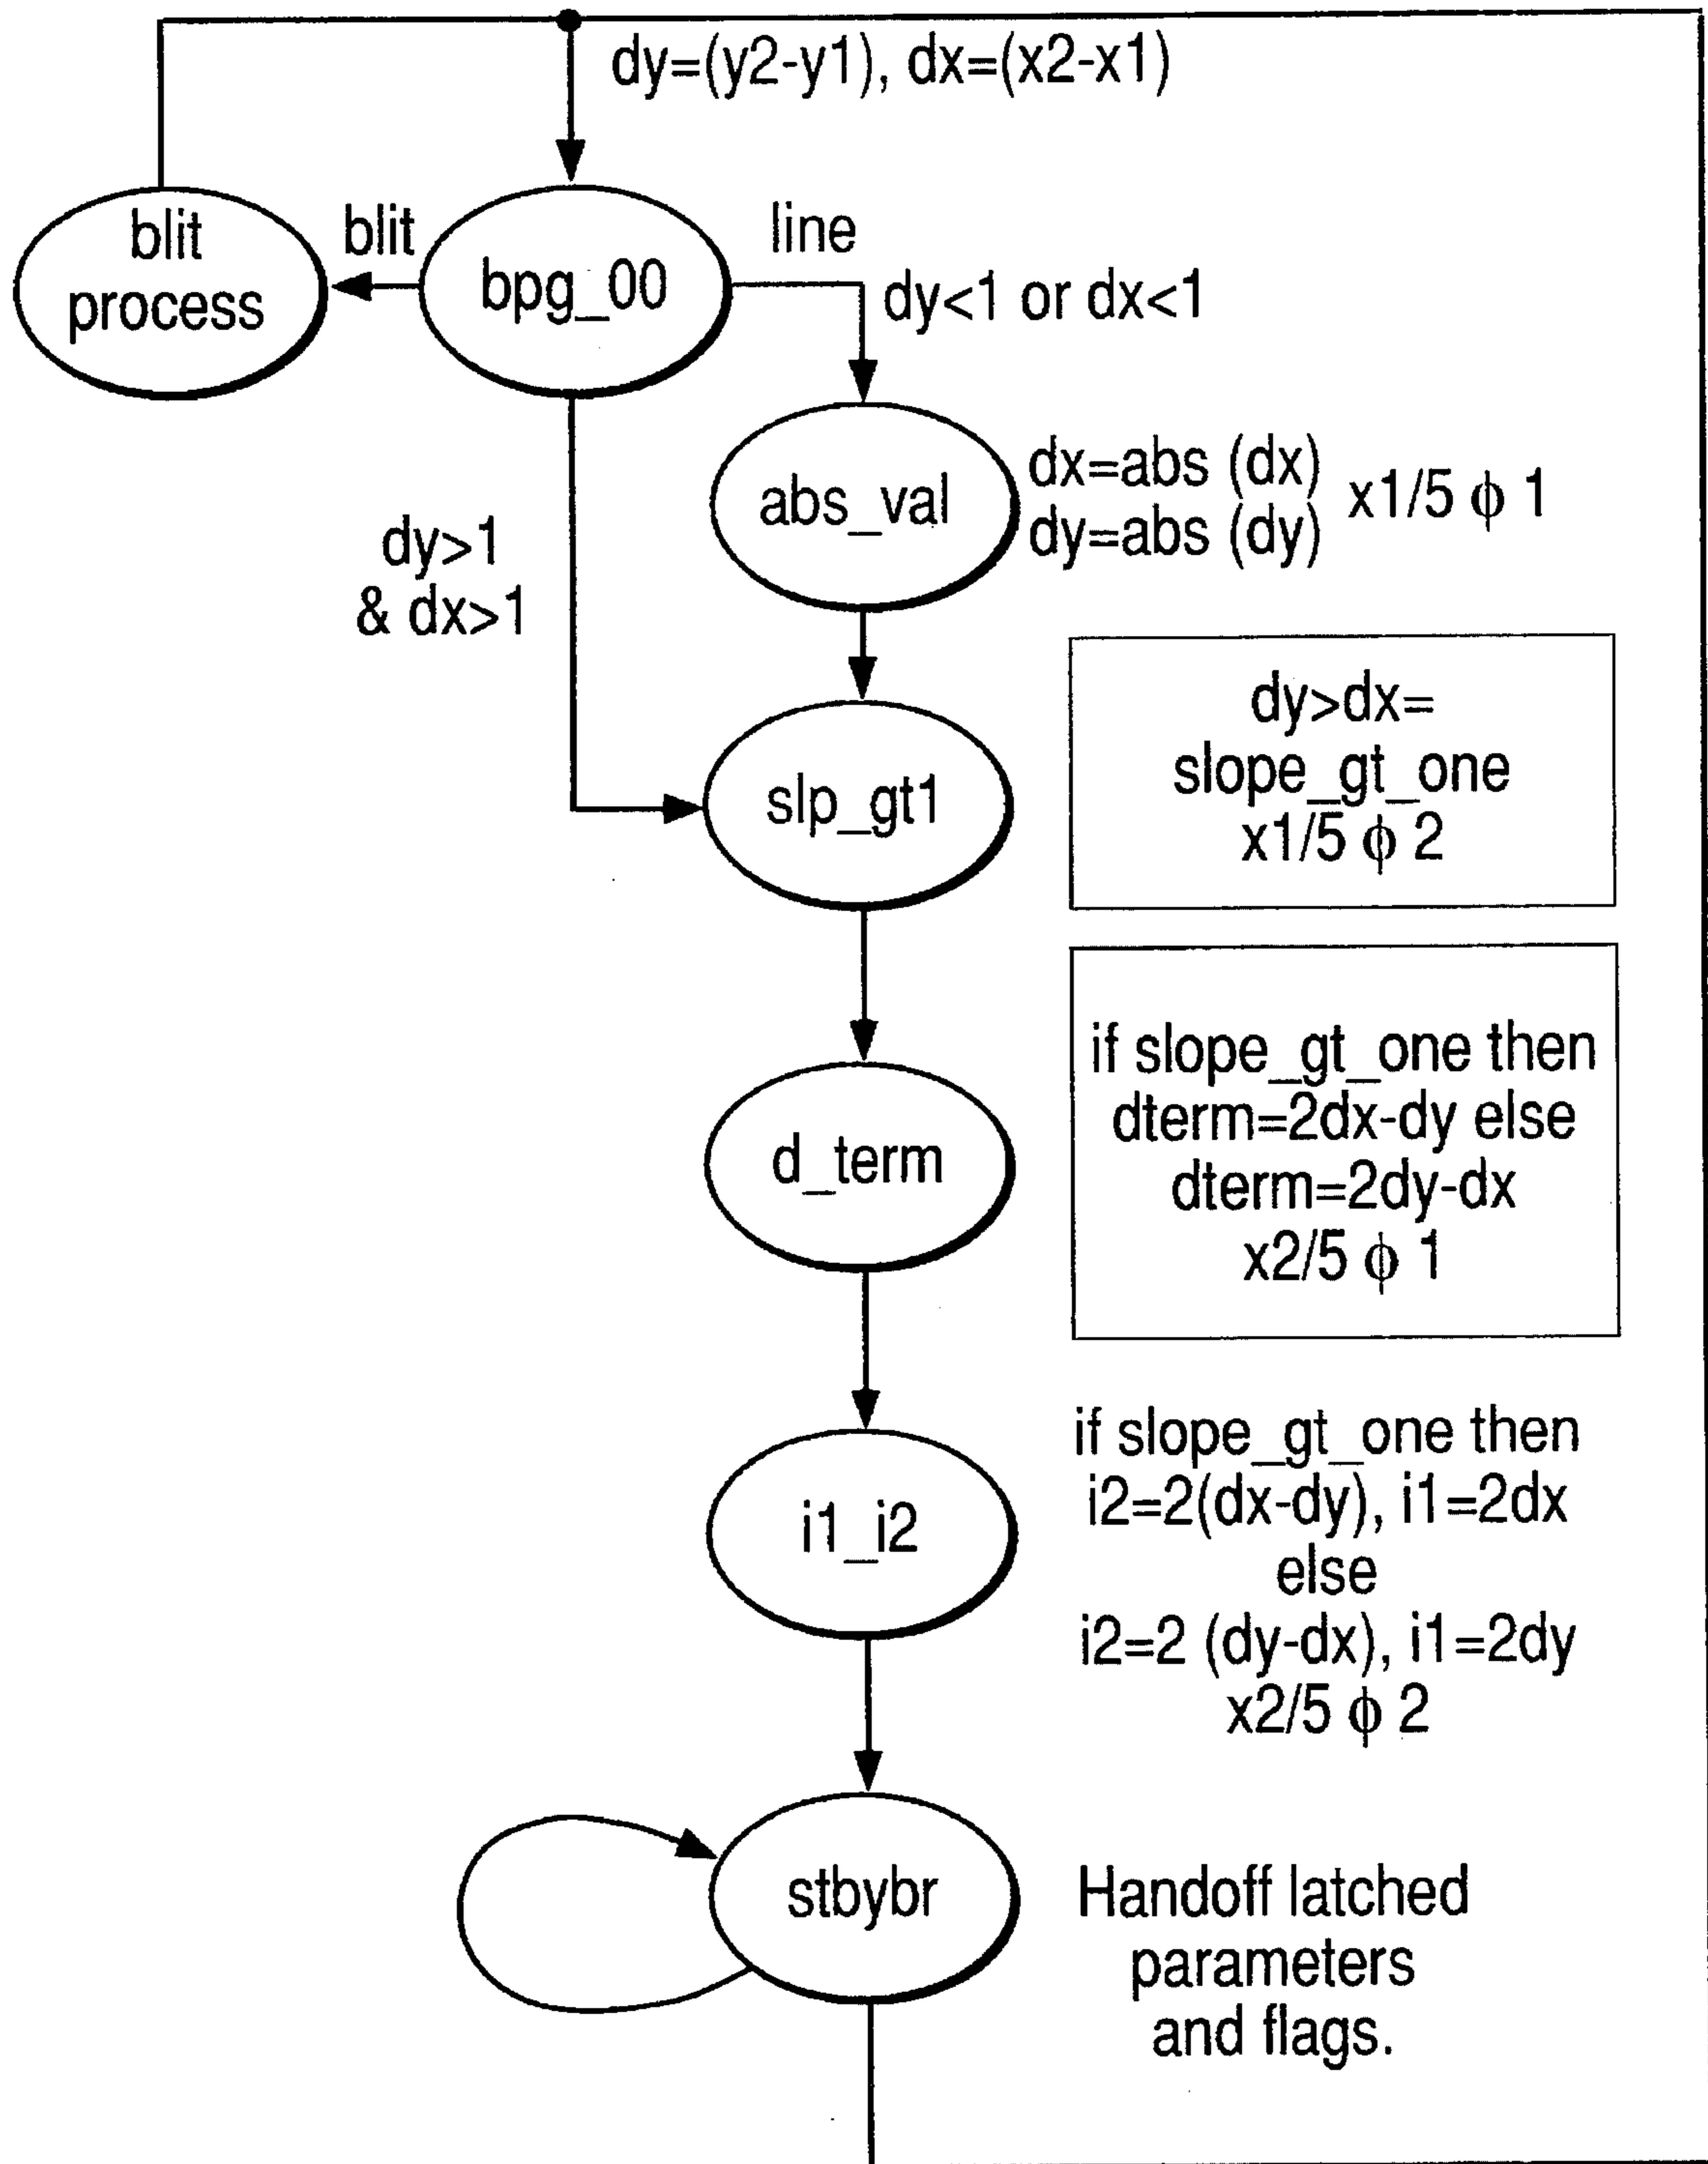 dy=(y2-y1), dx=(x2-x1)
blit
process
blit
bpg_00
line
dy<1 or dx<1
abs_val
dx=abs (dx)
dy=abs (dy)
x1/5 ϕ 1
dy>1
& dx>1
slp_gt1
dy>dx=
slope_gt_one
x1/5 ϕ 2
d_term
if slope_gt_one then
dterm=2dx-dy else
dterm=2dy-dx
x2/5 ϕ 1
i1_i2
if slope_gt_one then
i2=2(dx-dy), i1=2dx
else
i2=2 (dy-dx), i1=2dy
x2/5 ϕ 2
stbybr
Handoff latched
parameters
and flags.